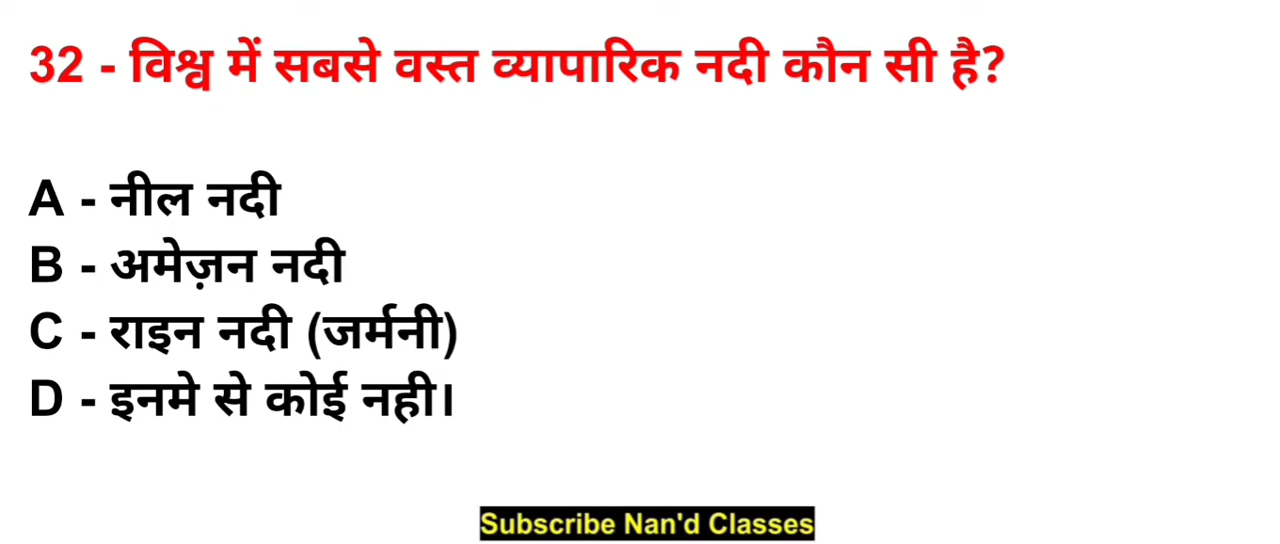 32 - विश्व में सबसे वस्त व्यापारिक नदी कौन सी है?
A - नील नदी
B - अमेज़न नदी
C - राइन नदी (जर्मनी)
D - इनमे से कोई नही।
Subscribe Nan'd Classes